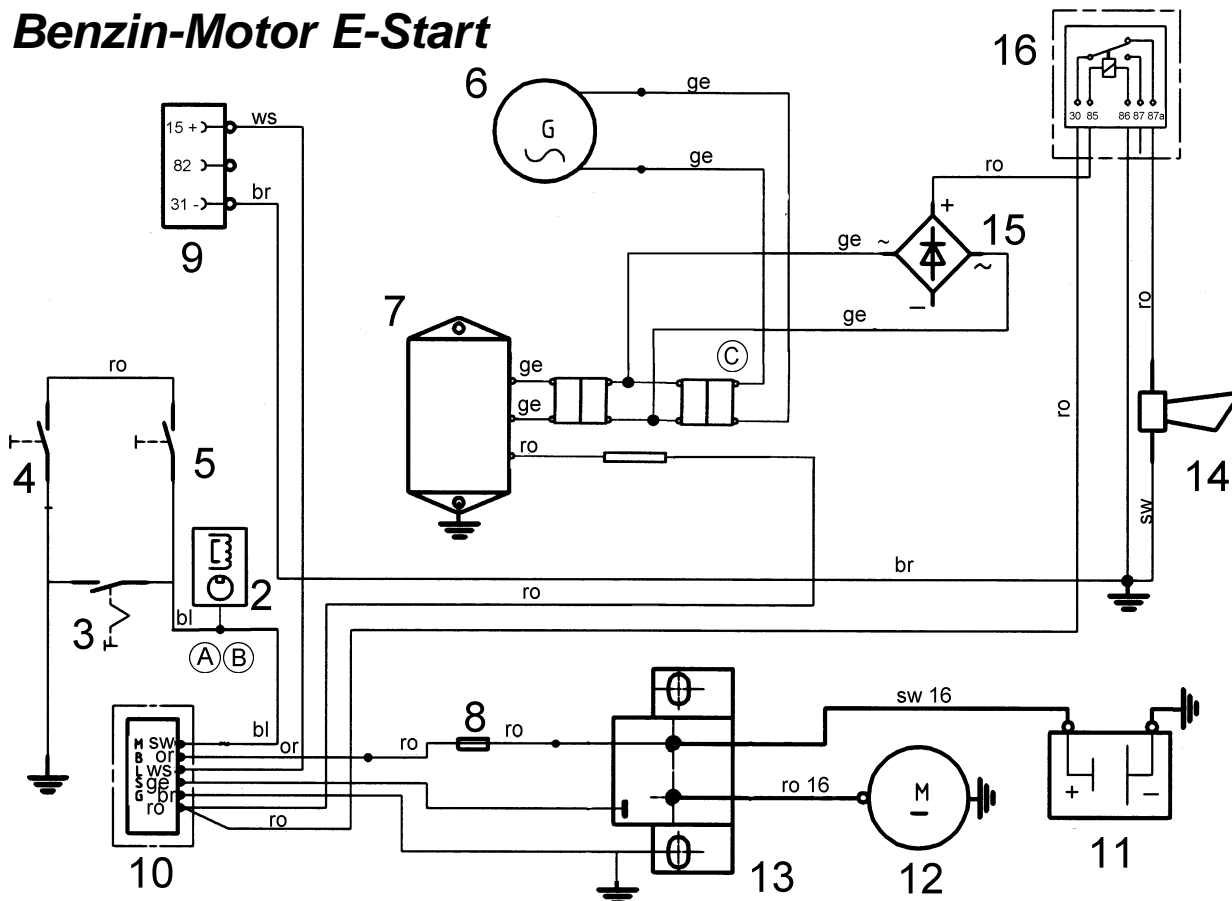 Benzin-Motor E-Start
16
6
ge
G
30 85 86 87 87a
15 + ws
82
31 - br
9
ge
ro
+
15
ge ~
~
−
ge
7
C
ge
ge
ro
ro
ro
ro
14
sw
4
5
2
3
bl
A B
br
ro
8
sw 16
bl
or
ro
ro
M sw
B or
L ws
S ge
G br
ro
ro
10
ro 16
M
+ −
11
12
13